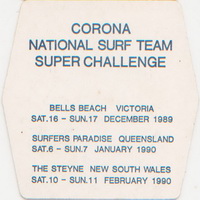 CORONA
NATIONAL SURF TEAM
SUPER CHALLENGE
BELLS BEACH VICTORIA
SAT.16 - SUN.17 DECEMBER 1989
SURFERS PARADISE QUEENSLAND
SAT.6 - SUN.7 JANUARY 1990
THE STEYNE NEW SOUTH WALES
SAT.10 - SUN.11 FEBRUARY 1990